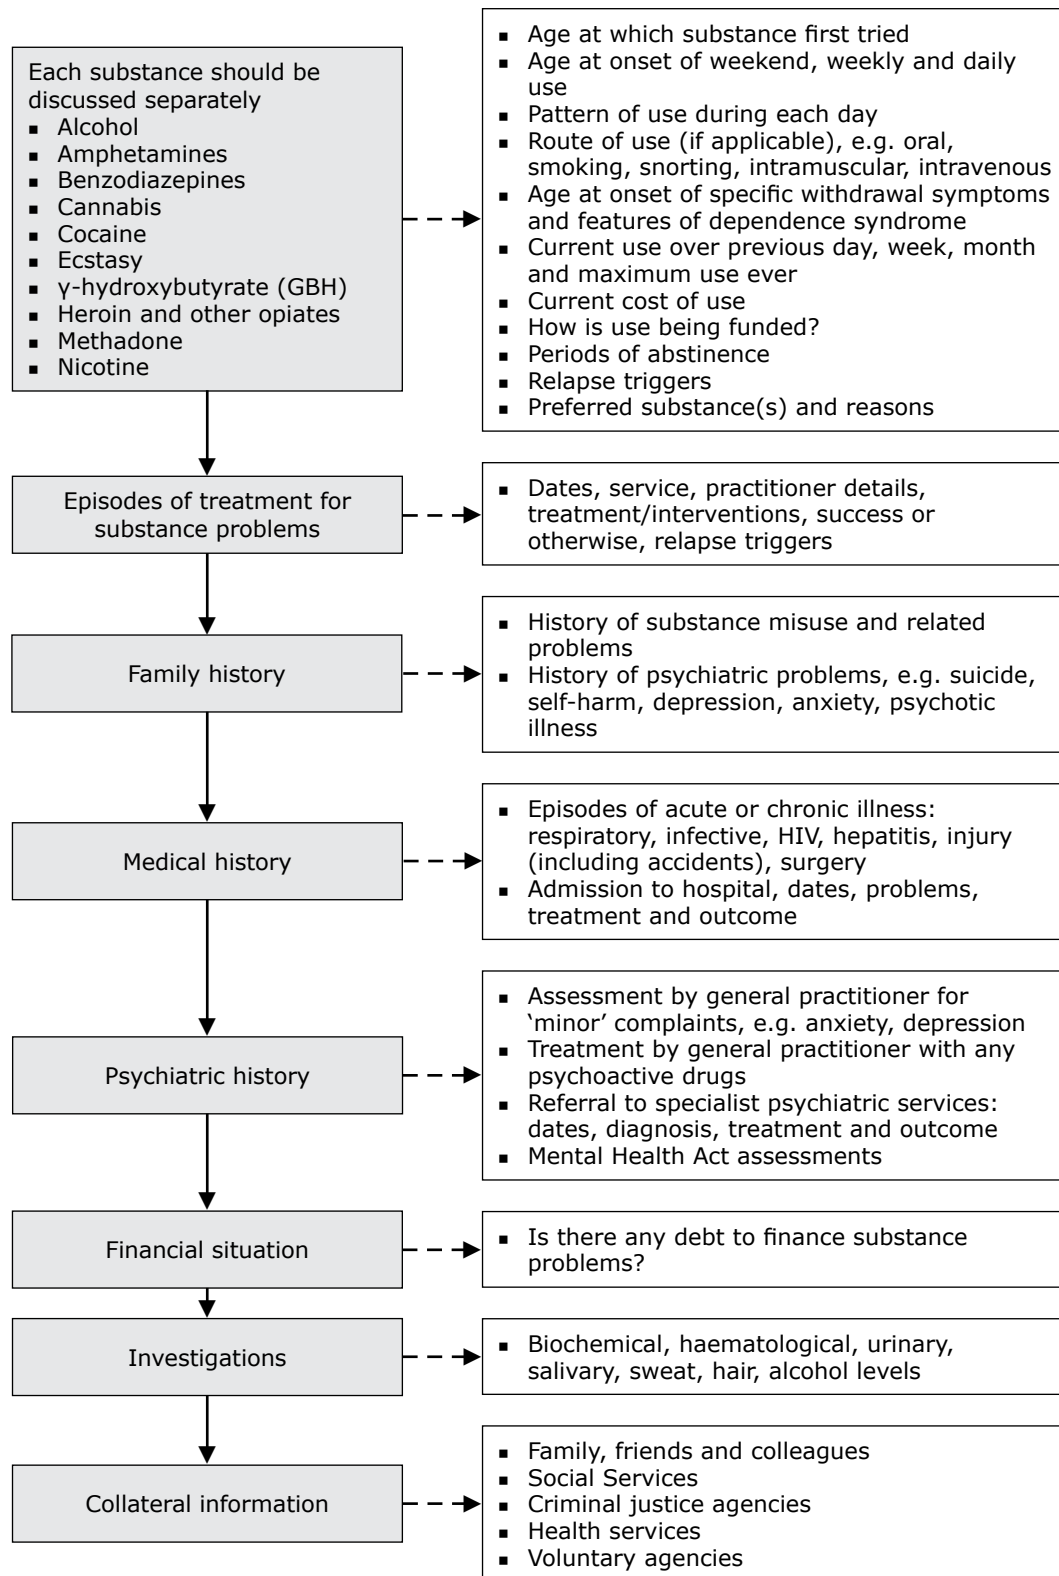 Each substance should be
discussed separately
▪ Alcohol
▪ Amphetamines
▪ Benzodiazepines
▪ Cannabis
▪ Cocaine
▪ Ecstasy
▪ γ-hydroxybutyrate (GBH)
▪ Heroin and other opiates
▪ Methadone
▪ Nicotine
▪ Age at which substance first tried
▪ Age at onset of weekend, weekly and daily
use
▪ Pattern of use during each day
▪ Route of use (if applicable), e.g. oral,
smoking, snorting, intramuscular, intravenous
▪ Age at onset of specific withdrawal symptoms
and features of dependence syndrome
▪ Current use over previous day, week, month
and maximum use ever
▪ Current cost of use
▪ How is use being funded?
▪ Periods of abstinence
▪ Relapse triggers
▪ Preferred substance(s) and reasons
Episodes of treatment for
substance problems
▪ Dates, service, practitioner details,
treatment/interventions, success or
otherwise, relapse triggers
Family history
▪ History of substance misuse and related
problems
▪ History of psychiatric problems, e.g. suicide,
self-harm, depression, anxiety, psychotic
illness
Medical history
▪ Episodes of acute or chronic illness:
respiratory, infective, HIV, hepatitis, injury
(including accidents), surgery
▪ Admission to hospital, dates, problems,
treatment and outcome
Psychiatric history
▪ Assessment by general practitioner for
‘minor’ complaints, e.g. anxiety, depression
▪ Treatment by general practitioner with any
psychoactive drugs
▪ Referral to specialist psychiatric services:
dates, diagnosis, treatment and outcome
▪ Mental Health Act assessments
Financial situation
▪ Is there any debt to finance substance
problems?
Investigations
▪ Biochemical, haematological, urinary,
salivary, sweat, hair, alcohol levels
Collateral information
▪ Family, friends and colleagues
▪ Social Services
▪ Criminal justice agencies
▪ Health services
▪ Voluntary agencies